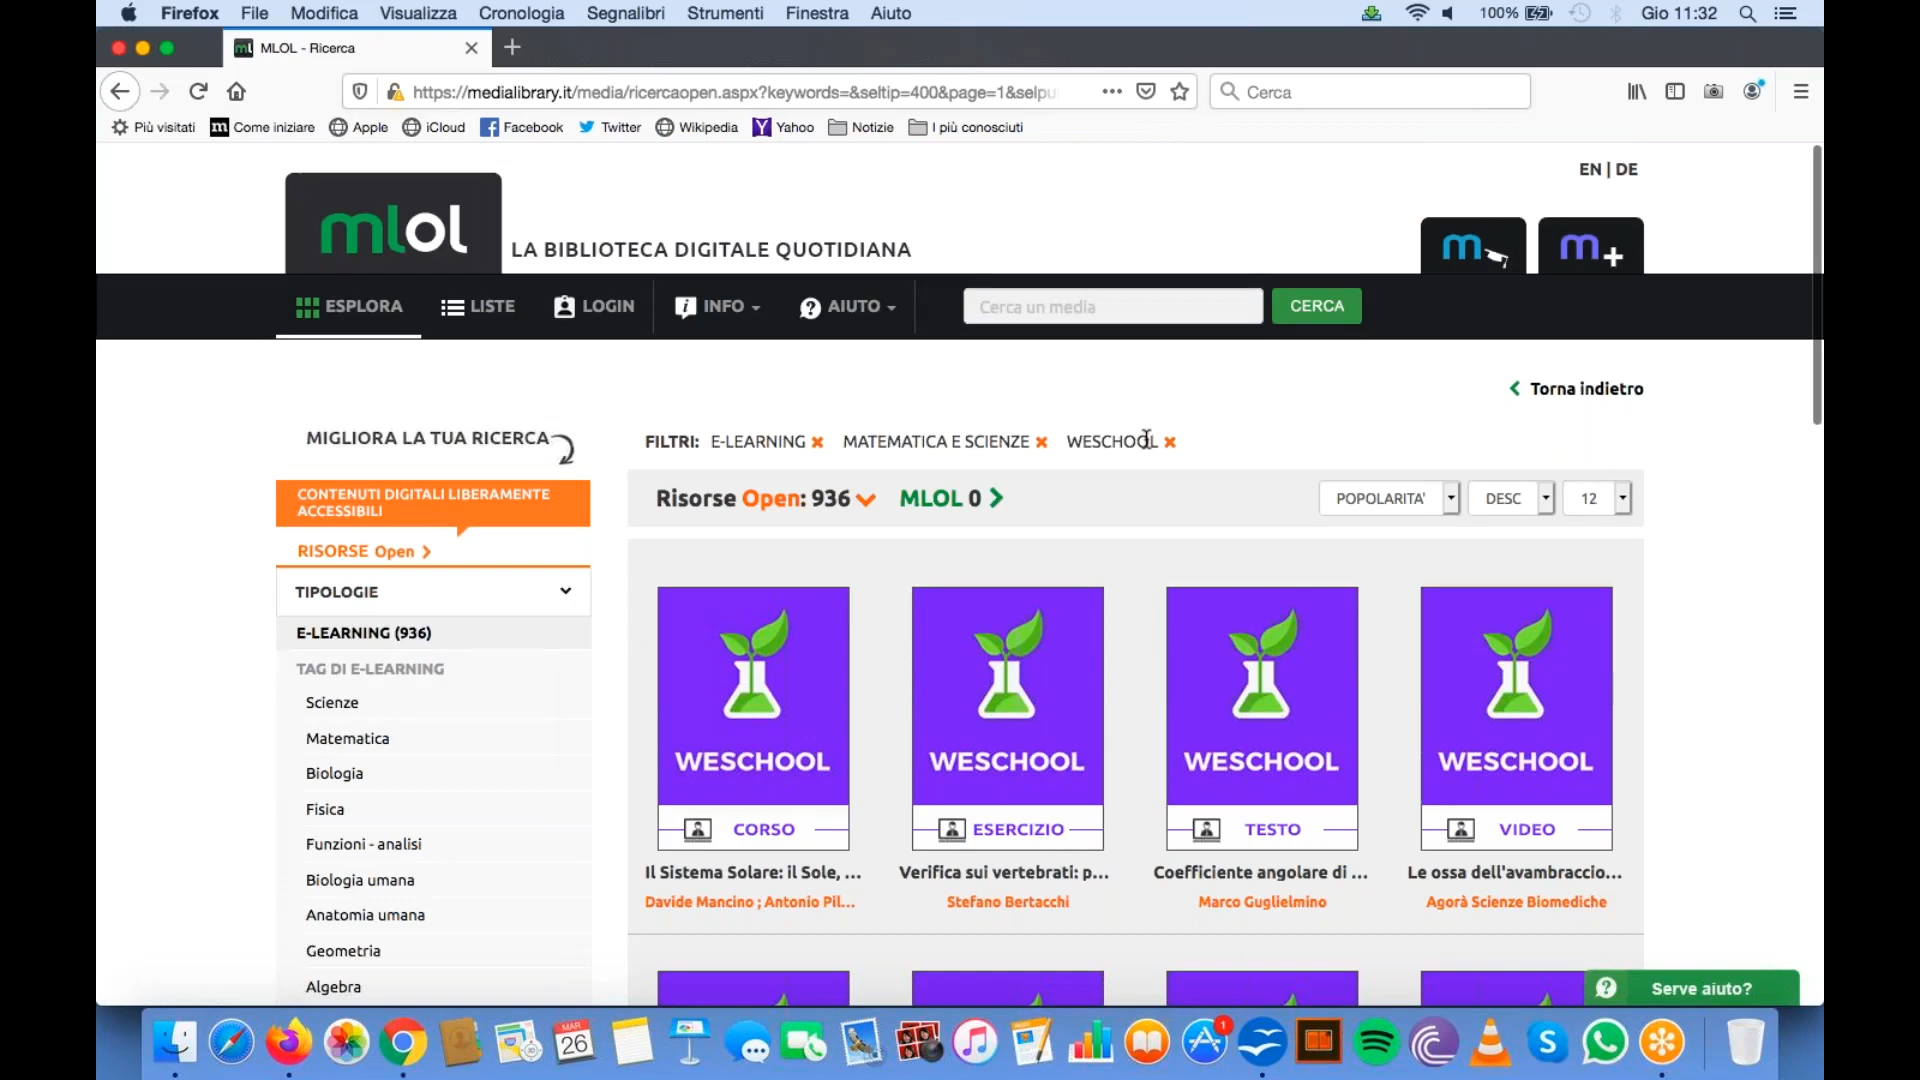 Firefox File Modifica Visualizza Cronologia Segnalibri Strumenti Finestra Aiuto 100% Gio 11:32
ml MLOL - Ricerca
https://medialibrary.it/media/ricercaopen.aspx?keywords=&seltip=400&page=1&selpu Cerca
Più visitati m Come iniziare Apple iCloud Facebook Twitter Wikipedia Yahoo Notizie I più conosciuti
EN | DE
mlol LA BIBLIOTECA DIGITALE QUOTIDIANA m m+
ESPLORA LISTE LOGIN INFO AIUTO Cerca un media CERCA
Torna indietro
MIGLIORA LA TUA RICERCA
FILTRI: E-LEARNING MATEMATICA E SCIENZE WESCHOOL
CONTENUTI DIGITALI LIBERAMENTE
ACCESSIBILI
Risorse Open: 936 MLOL 0 POPOLARITA' DESC 12
RISORSE Open
TIPOLOGIE
E-LEARNING (936)
TAG DI E-LEARNING
Scienze
Matematica
Biologia
Fisica
Funzioni - analisi
Biologia umana
Anatomia umana
Geometria
Algebra
WESCHOOL WESCHOOL WESCHOOL WESCHOOL
CORSO ESERCIZIO TESTO VIDEO
Il Sistema Solare: il Sole, ... Verifica sui vertebrati: p... Coefficiente angolare di ... Le ossa dell'avambraccio...
Davide Mancino ; Antonio Pil... Stefano Bertacchi Marco Guglielmino Agorà Scienze Biomediche
Serve aiuto?
MAR
26
1